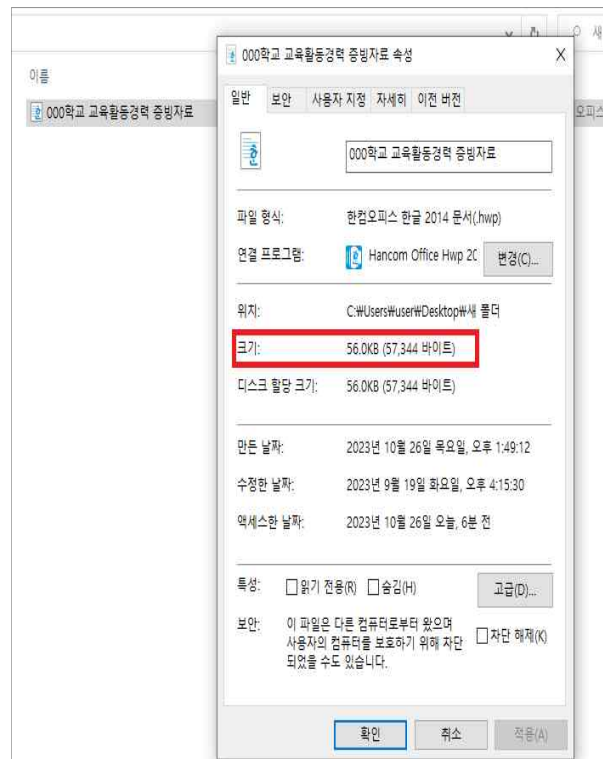 새
이름
000학교 교육활동경력 증빙자료
오피스
000학교 교육활동경력 증빙자료 속성 X
일반 보안 사용자 지정 자세히 이전 버전
000학교 교육활동경력 증빙자료
파일 형식: 한컴오피스 한글 2014 문서(.hwp)
연결 프로그램: Hancom Office Hwp 20 변경(C)...
위치: C:₩Users₩user₩Desktop₩새 폴더
크기: 56.0KB (57,344 바이트)
디스크 할당 크기: 56.0KB (57,344 바이트)
만든 날짜: 2023년 10월 26일 목요일, 오후 1:49:12
수정한 날짜: 2023년 9월 19일 화요일, 오후 4:15:30
액세스한 날짜: 2023년 10월 26일 오늘, 6분 전
특성: 읽기 전용(R) 숨김(H) 고급(D)...
보안: 이 파일은 다른 컴퓨터로부터 왔으며
사용자의 컴퓨터를 보호하기 위해 차단 차단 해제(K)
되었을 수도 있습니다.
확인 취소 적용(A)